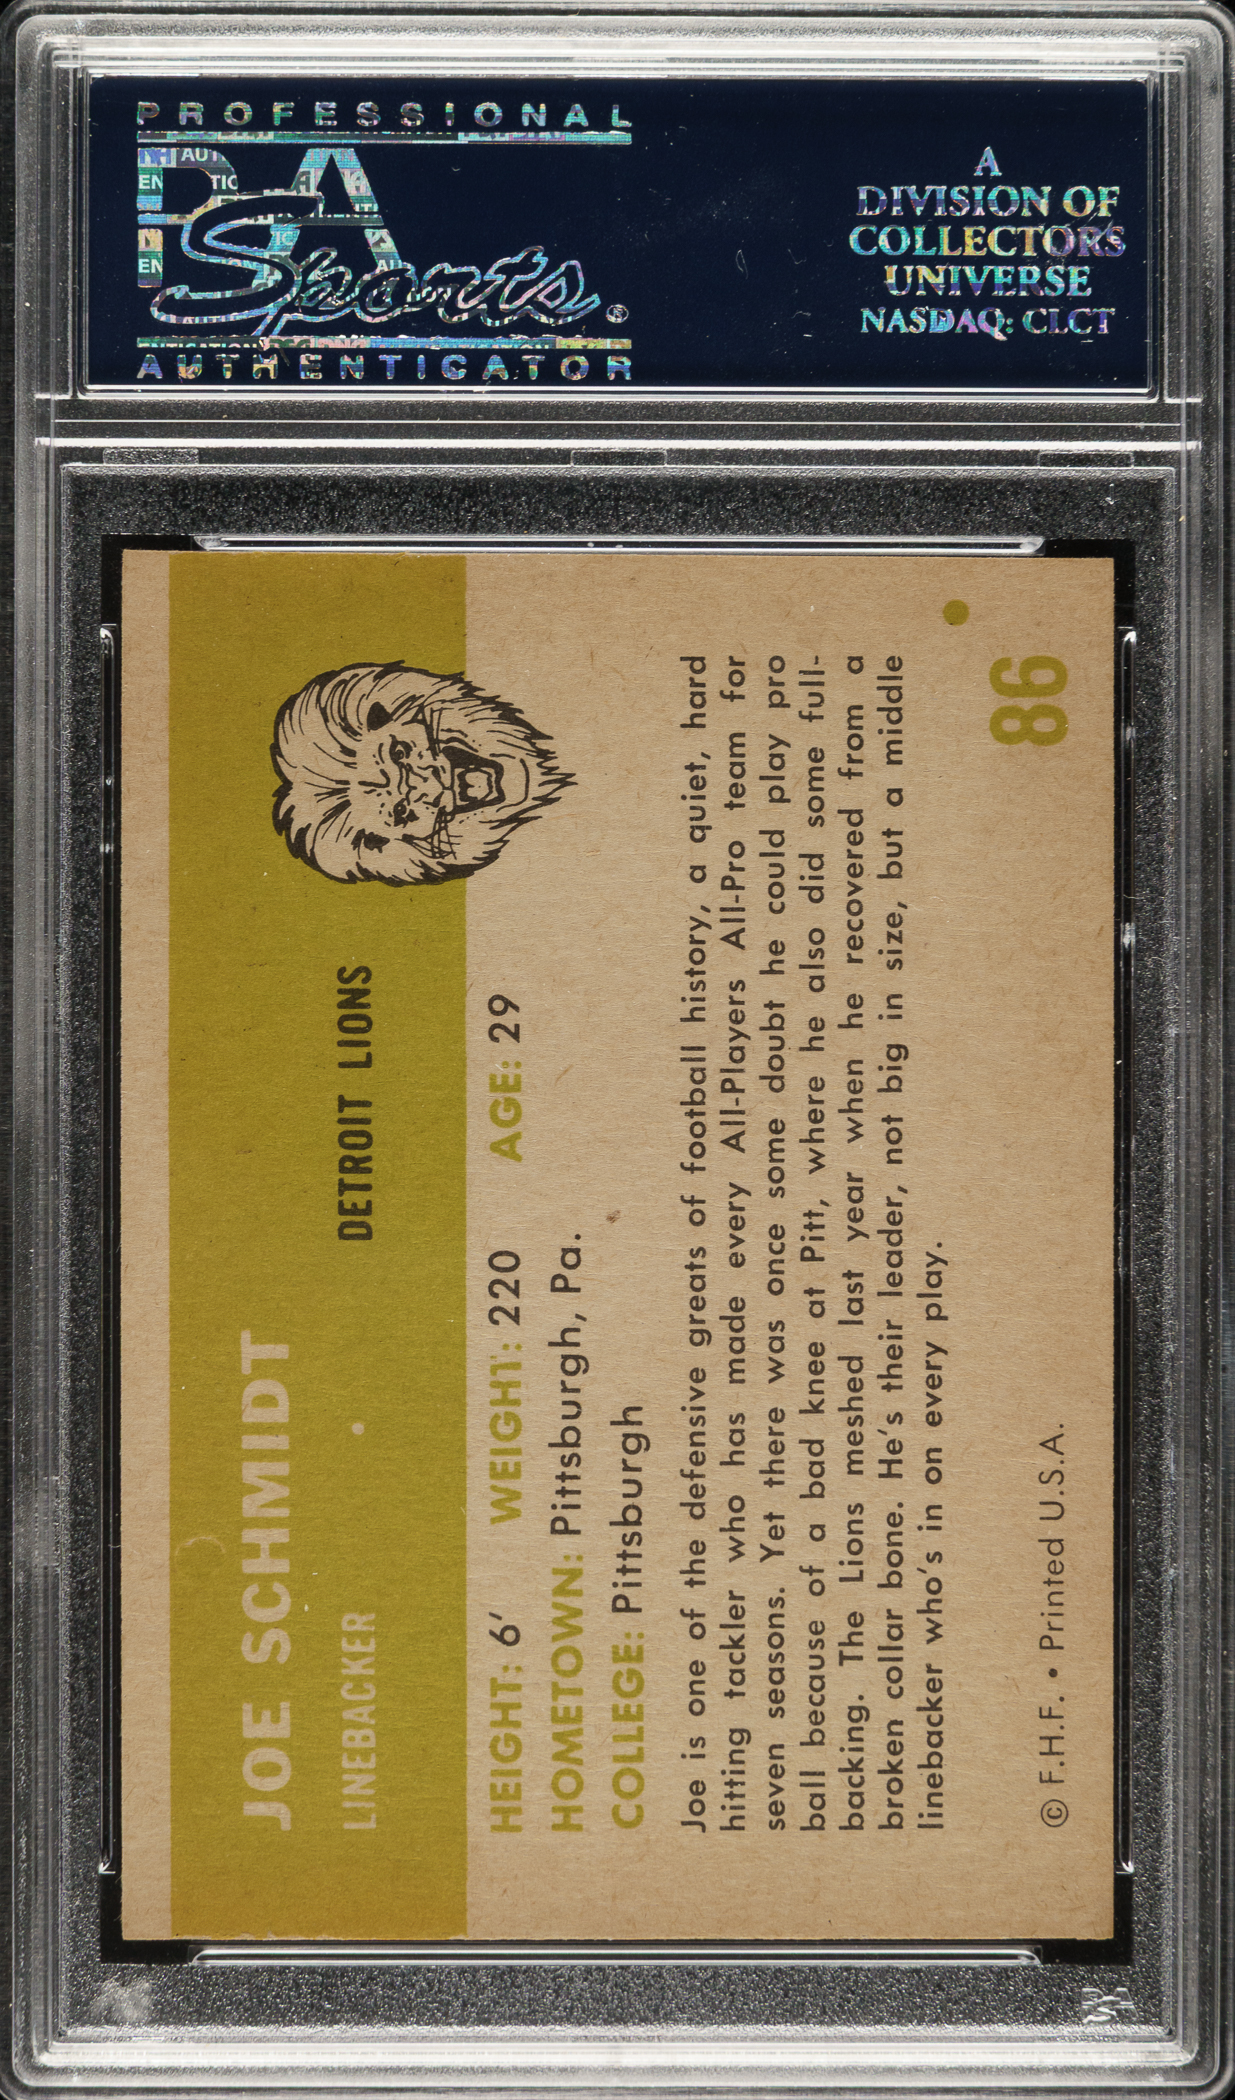 PROFESSIONAL
PSA
Sports®
AUTHENTICATOR
A
DIVISION OF
COLLECTORS
UNIVERSE
NASDAQ: CLCT
JOE SCHMIDT
LINEBACKER • DETROIT LIONS
HEIGHT: 6' WEIGHT: 220 AGE: 29
HOMETOWN: Pittsburgh, Pa.
COLLEGE: Pittsburgh
Joe is one of the defensive greats of football history, a quiet, hard
hitting tackler who has made every All-Players All-Pro team for
seven seasons. Yet there was once some doubt he could play pro
ball because of a bad knee at Pitt, where he also did some full-
backing. The Lions meshed last year when he recovered from a
broken collar bone. He's their leader, not big in size, but a middle
linebacker who's in on every play.
© F.H.F. • Printed U.S.A.
86
PSA